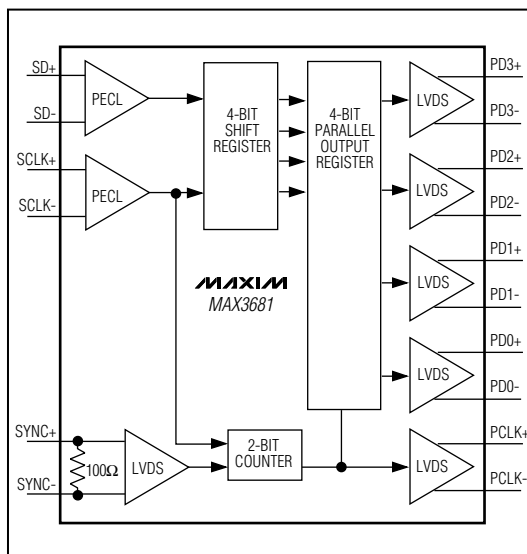 SD+
SD-
SCLK+
SCLK-
PECL
PECL
4-BIT
SHIFT
REGISTER
4-BIT
PARALLEL
OUTPUT
REGISTER
LVDS
PD3+
PD3-
LVDS
PD2+
PD2-
MAXIM
MAX3681
LVDS
PD1+
PD1-
LVDS
PD0+
PD0-
SYNC+
SYNC-
100Ω
LVDS
2-BIT
COUNTER
LVDS
PCLK+
PCLK-